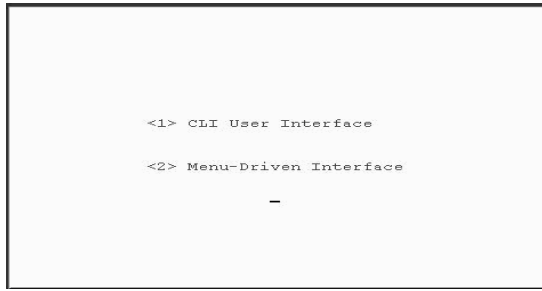 <1> CLI User Interface
<2> Menu-Driven Interface